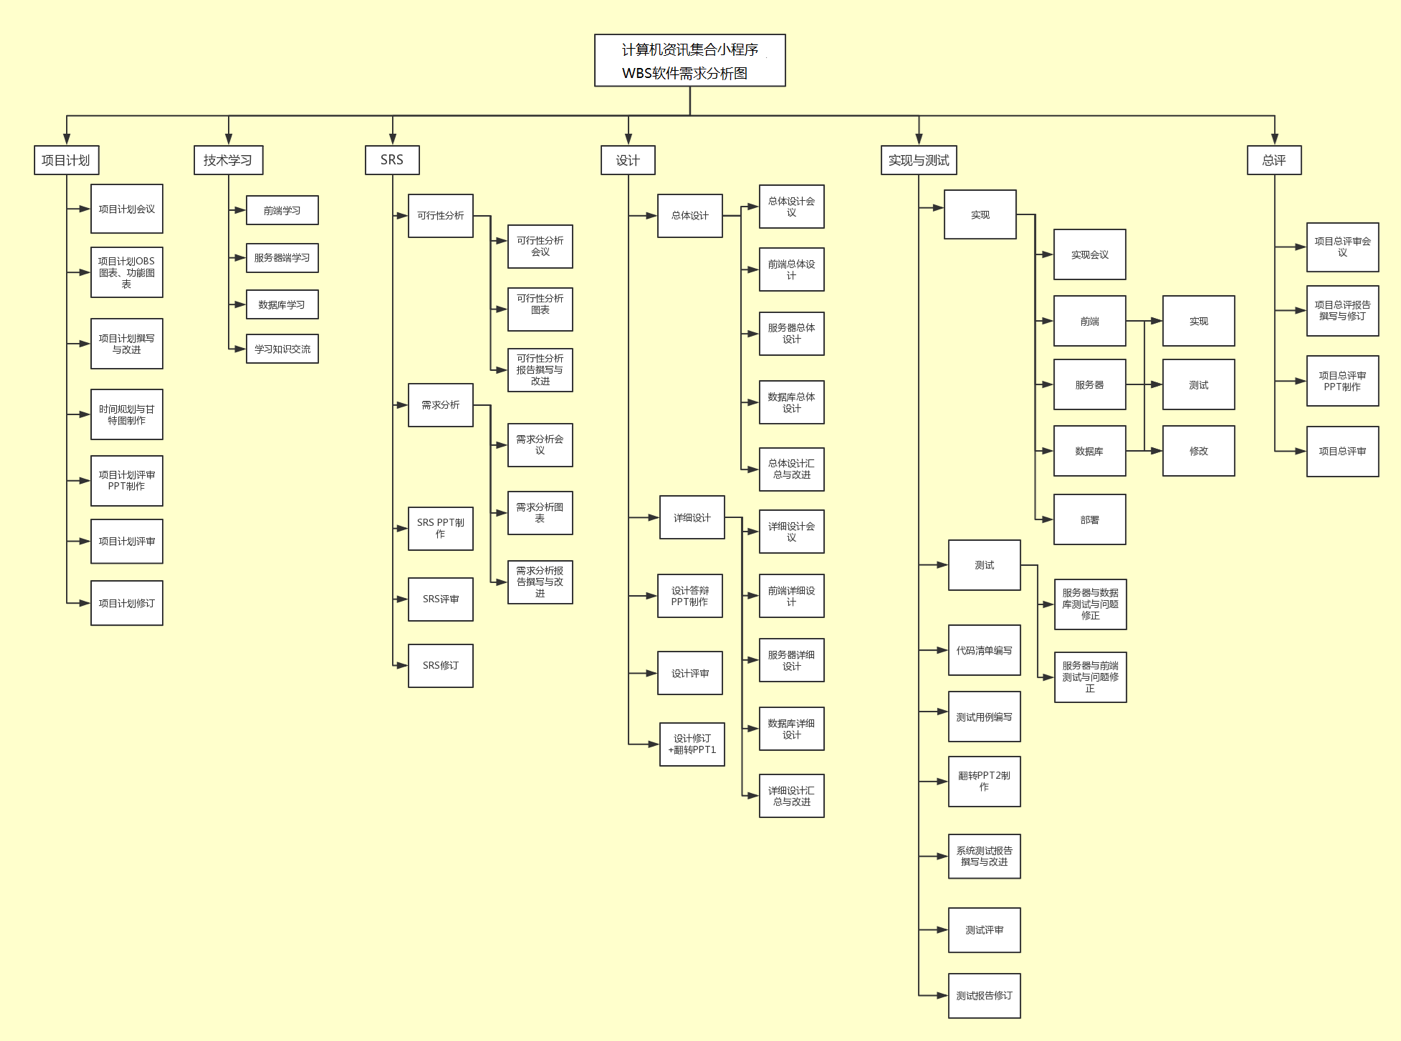 计算机资讯集合小程序
WBS软件需求分析图
项目计划
项目计划会议
项目计划OBS
图表、功能图
表
项目计划撰写
与改进
时间规划与甘
特图制作
项目计划评审
PPT制作
项目计划评审
项目计划修订
技术学习
前端学习
服务器端学习
数据库学习
学习知识交流
SRS
可行性分析
可行性分析
会议
可行性分析
图表
可行性分析
报告撰写与
改进
需求分析
需求分析会
议
需求分析图
表
需求分析报
告撰写与改
进
SRS PPT制
作
SRS评审
SRS修订
设计
总体设计
总体设计会
议
前端总体设
计
服务器总体
设计
数据库总体
设计
总体设计汇
总与改进
详细设计
详细设计会
议
前端详细设
计
服务器详细
设计
数据库详细
设计
详细设计汇
总与改进
设计答辩
PPT制作
设计评审
设计修订
+翻转PPT1
实现与测试
实现
实现会议
前端
服务器
数据库
实现
测试
修改
部署
测试
服务器与数据
库测试与问题
修正
服务器与前端
测试与问题修
正
代码清单编写
测试用例编写
翻转PPT2制
作
系统测试报告
撰写与改进
测试评审
测试报告修订
总评
项目总评审会
议
项目总评报告
撰写与修订
项目总评审
PPT制作
项目总评审